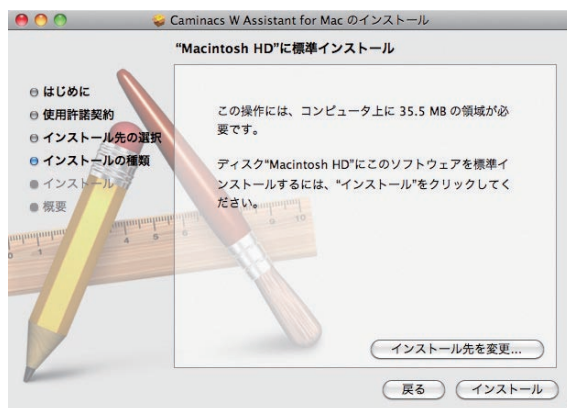 Caminacs W Assistant for Mac のインストール
“Macintosh HD”に標準インストール
はじめに
使用許諾契約
インストール先の選択
インストールの種類
インストール
概要
この操作には、コンピュータ上に 35.5 MB の領域が必
要です。
ディスク“Macintosh HD”にこのソフトウェアを標準イ
ンストールするには、“インストール”をクリックしてく
ださい。
0 1 4 5 6 10
インストール先を変更...
戻る
インストール